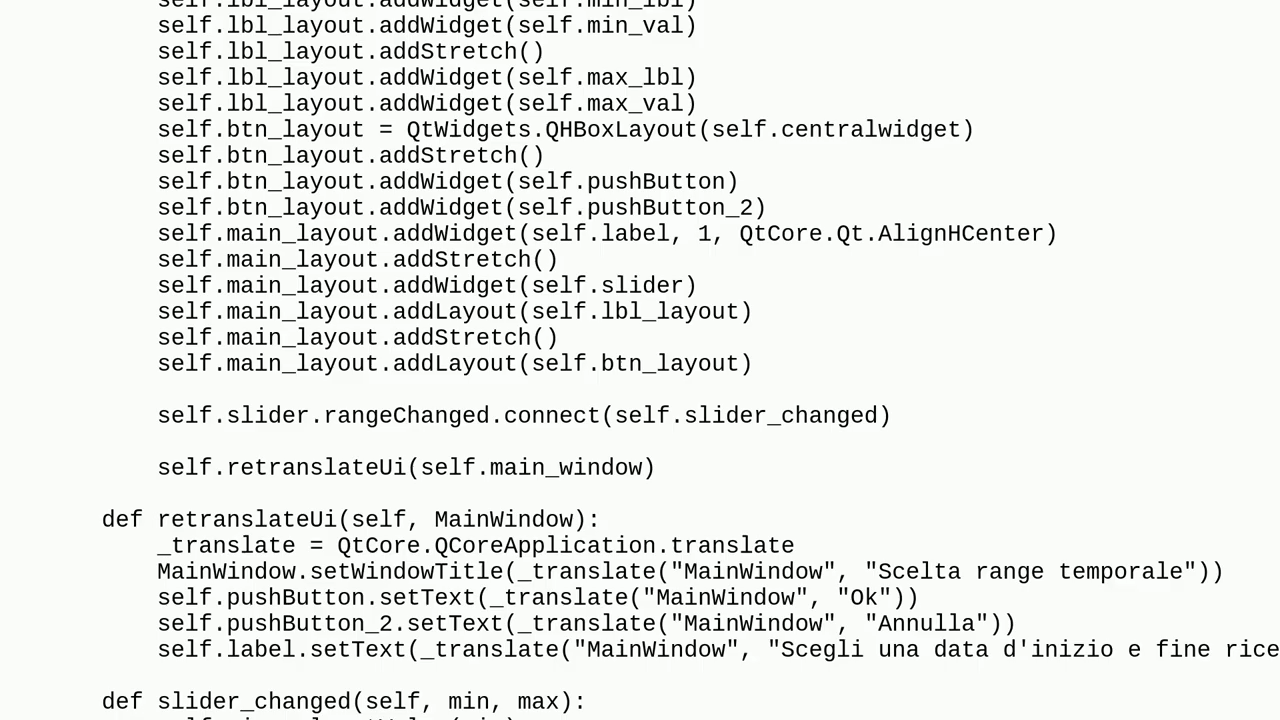 self.lbl_layout.addWidget(self.min_lbl)
self.lbl_layout.addWidget(self.min_val)
self.lbl_layout.addStretch()
self.lbl_layout.addWidget(self.max_lbl)
self.lbl_layout.addWidget(self.max_val)
self.btn_layout = QtWidgets.QHBoxLayout(self.centralwidget)
self.btn_layout.addStretch()
self.btn_layout.addWidget(self.pushButton)
self.btn_layout.addWidget(self.pushButton_2)
self.main_layout.addWidget(self.label, 1, QtCore.Qt.AlignHCenter)
self.main_layout.addStretch()
self.main_layout.addWidget(self.slider)
self.main_layout.addLayout(self.lbl_layout)
self.main_layout.addStretch()
self.main_layout.addLayout(self.btn_layout)
self.slider.rangeChanged.connect(self.slider_changed)
self.retranslateUi(self.main_window)
def retranslateUi(self, MainWindow):
_translate = QtCore.QCoreApplication.translate
MainWindow.setWindowTitle(_translate("MainWindow", "Scelta range temporale"))
self.pushButton.setText(_translate("MainWindow", "Ok"))
self.pushButton_2.setText(_translate("MainWindow", "Annulla"))
self.label.setText(_translate("MainWindow", "Scegli una data d'inizio e fine rice
def slider_changed(self, min, max):